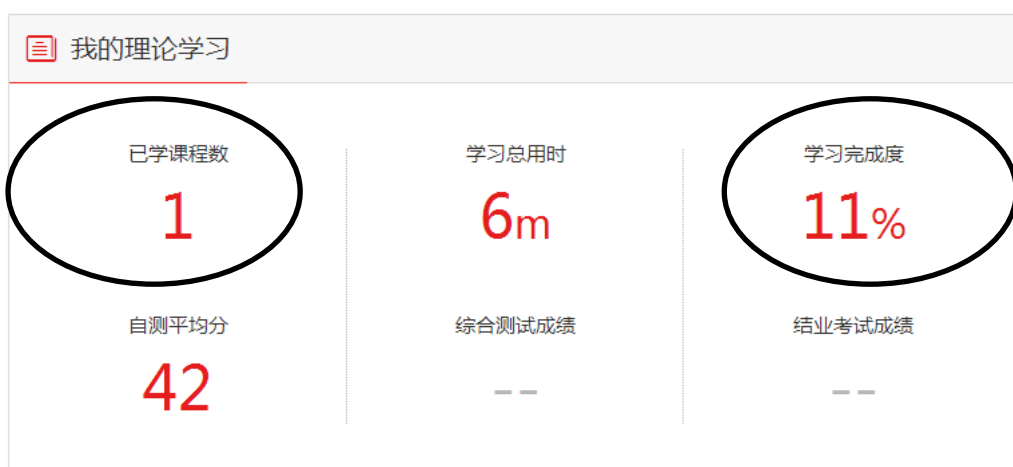 我的理论学习
已学课程数 学习总用时 学习完成度
1 6m 11%
自测平均分 综合测试成绩 结业考试成绩
42 -- --